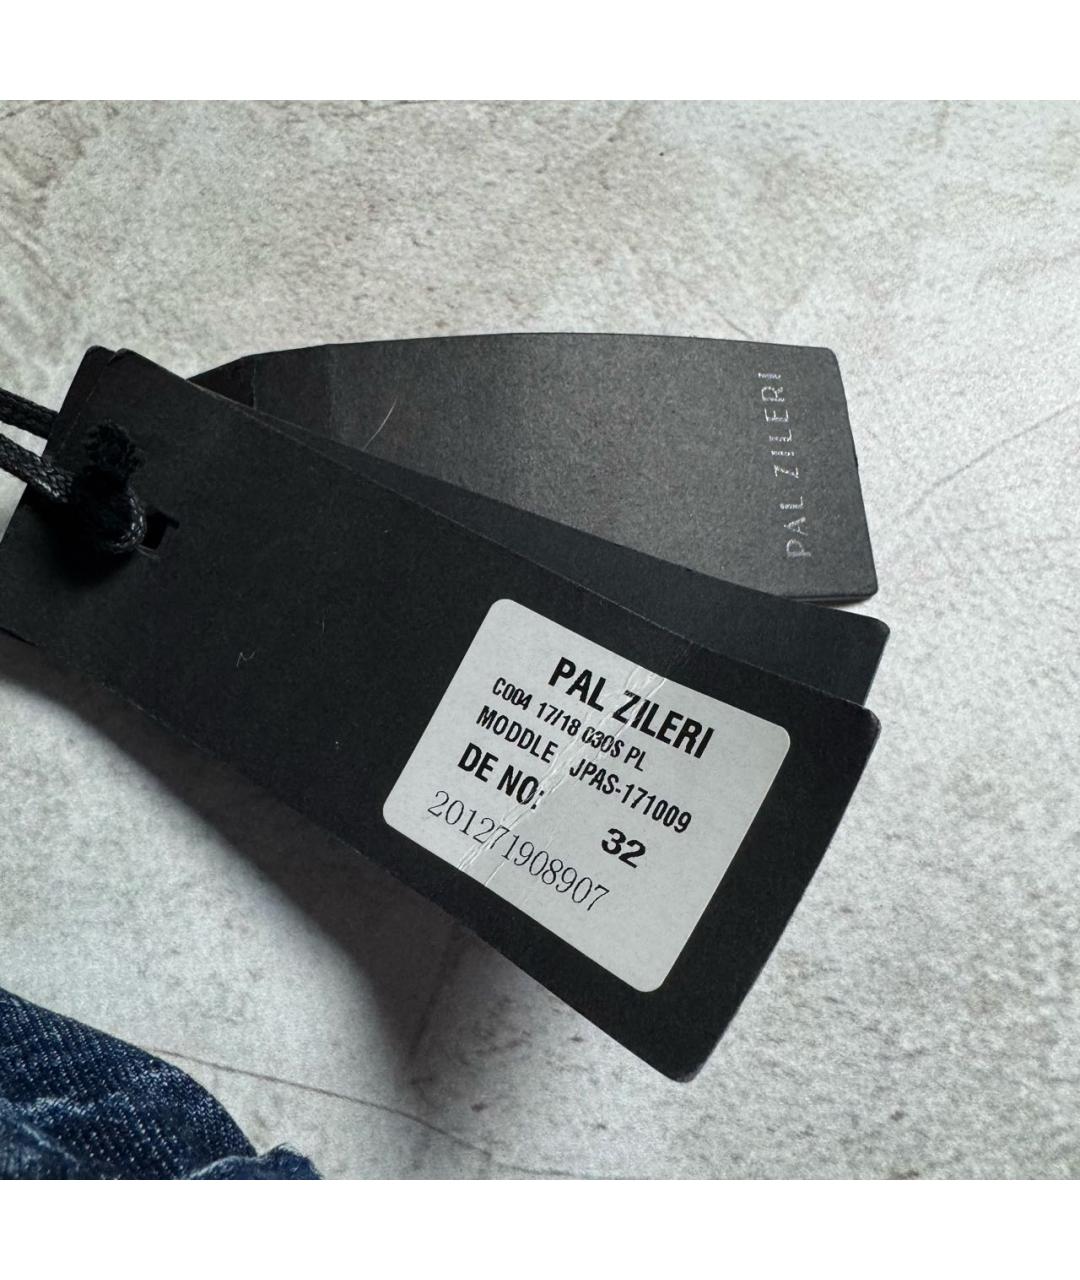 PAL ZILERI
PAL ZILERI
C004 17/18 030S PL
MODDLE JPAS-171009
DE NO: 32
201271908907